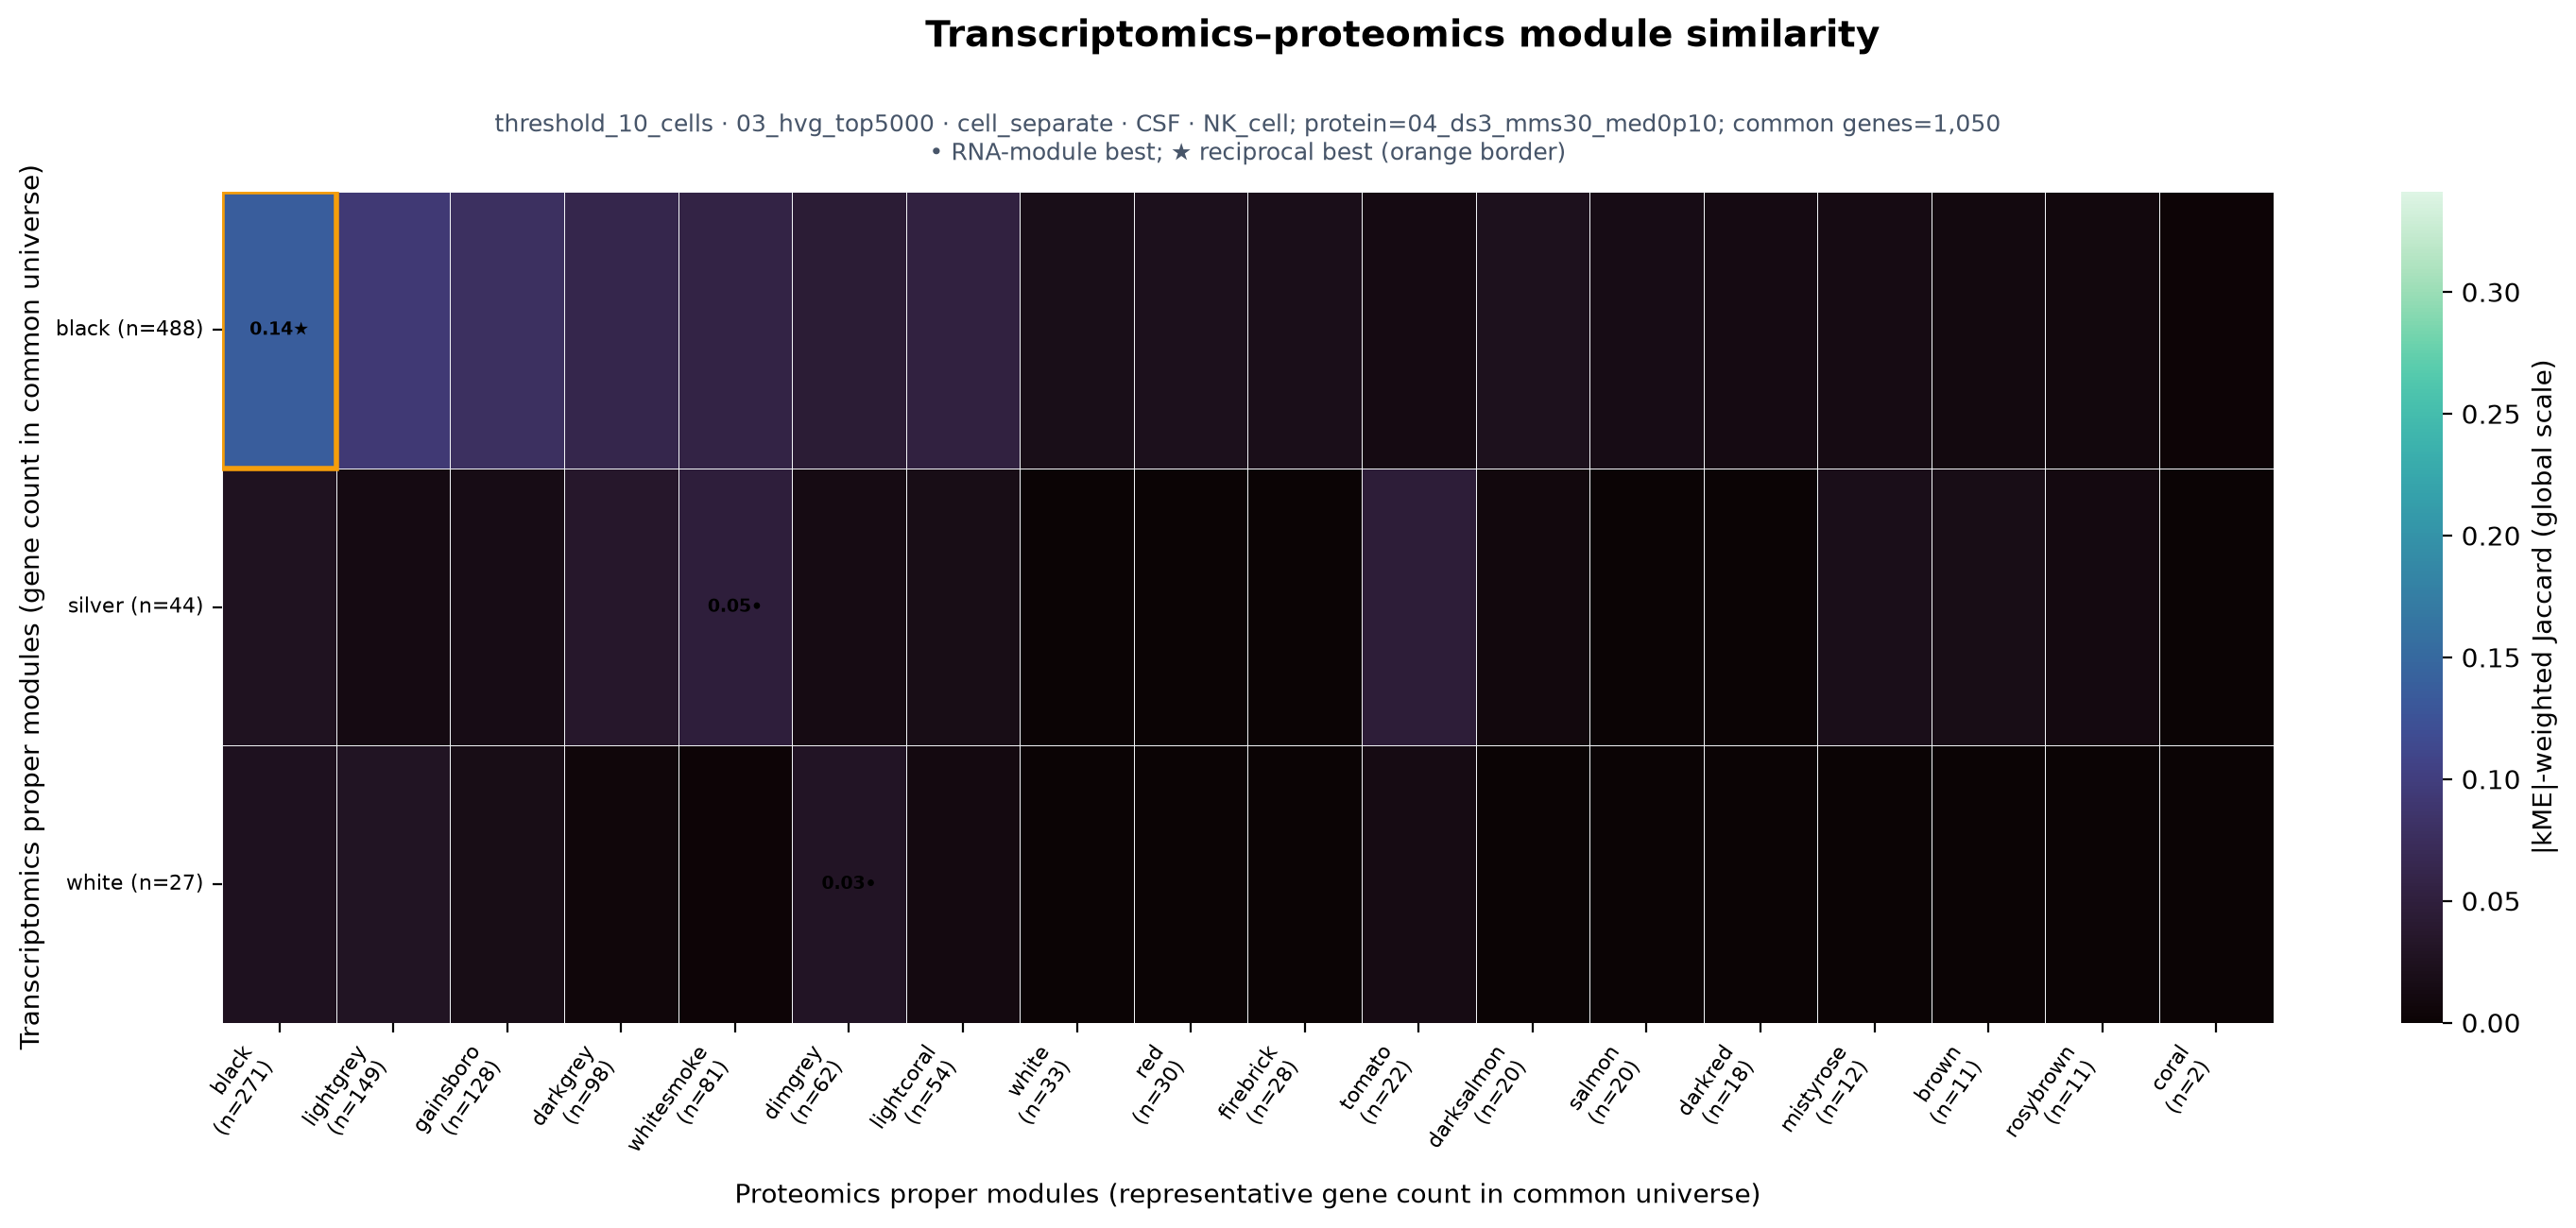 Transcriptomics–proteomics module similarity
threshold_10_cells · 03_hvg_top5000 · cell_separate · CSF · NK_cell; protein=04_ds3_mms30_med0p10; common genes=1,050
• RNA-module best; ★ reciprocal best (orange border)
Transcriptomics proper modules (gene count in common universe)
black (n=488)
silver (n=44)
white (n=27)
0.14★
0.05•
0.03•
black
(n=271)
lightgrey
(n=149)
gainsboro
(n=128)
darkgrey
(n=98)
whitesmoke
(n=81)
dimgrey
(n=62)
lightcoral
(n=54)
white
(n=33)
red
(n=30)
firebrick
(n=28)
tomato
(n=22)
darksalmon
(n=20)
salmon
(n=20)
darkred
(n=18)
mistyrose
(n=12)
brown
(n=11)
rosybrown
(n=11)
coral
(n=2)
Proteomics proper modules (representative gene count in common universe)
0.30
0.25
0.20
0.15
0.10
0.05
0.00
|kME|-weighted Jaccard (global scale)